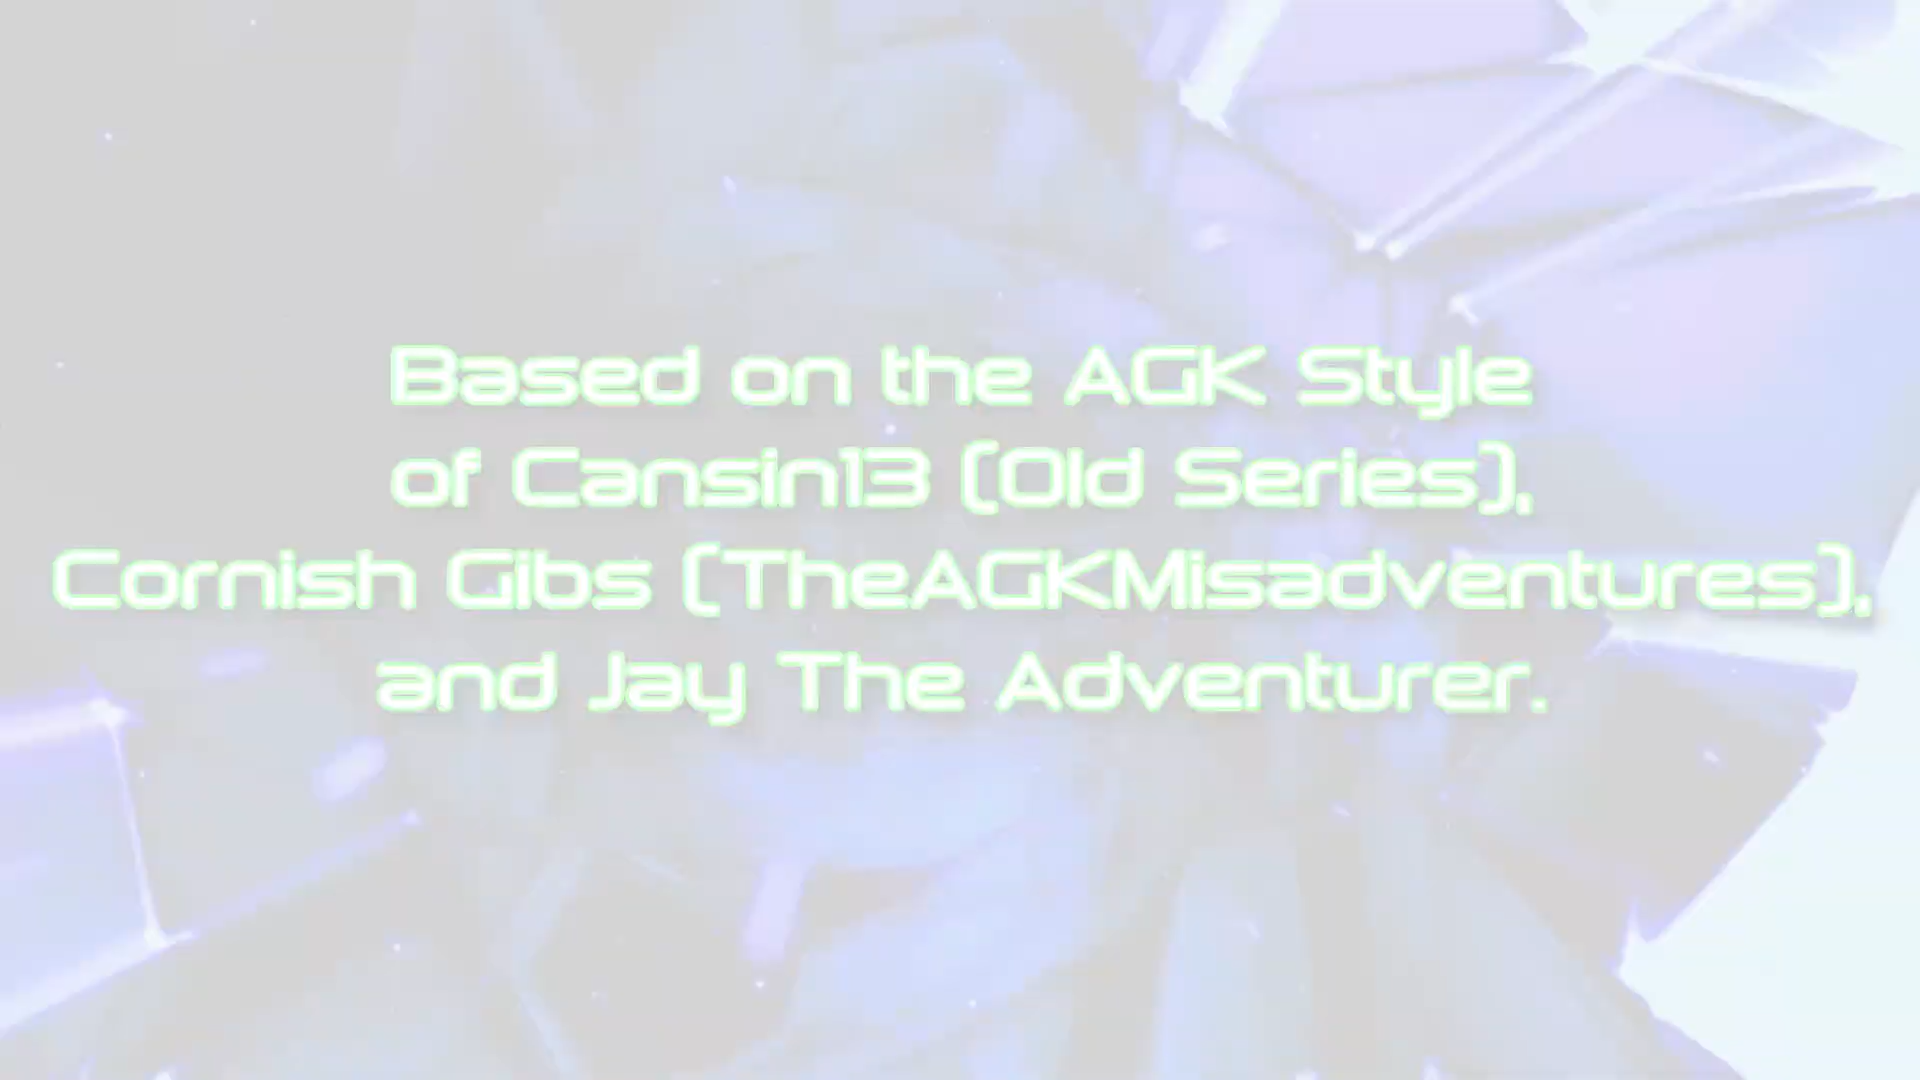 Based on the AGK Style
of Cansin13 (Old Series),
Cornish Gibs (TheAGKMisadventures),
and Jay The Adventurer.